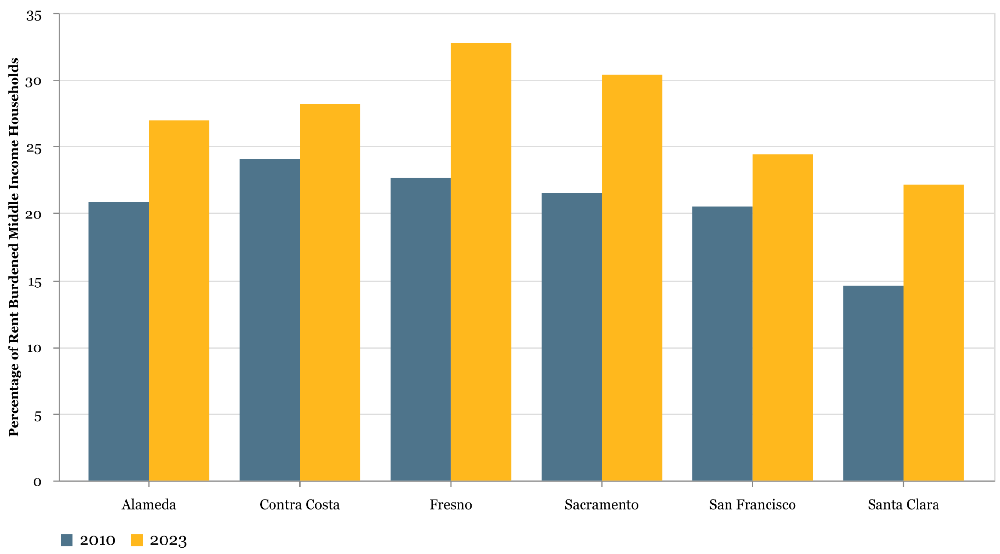 Percentage of Rent Burdened Middle Income Households
35
30
25
20
15
10
5
0
Alameda
Contra Costa
Fresno
Sacramento
San Francisco
Santa Clara
2010
2023